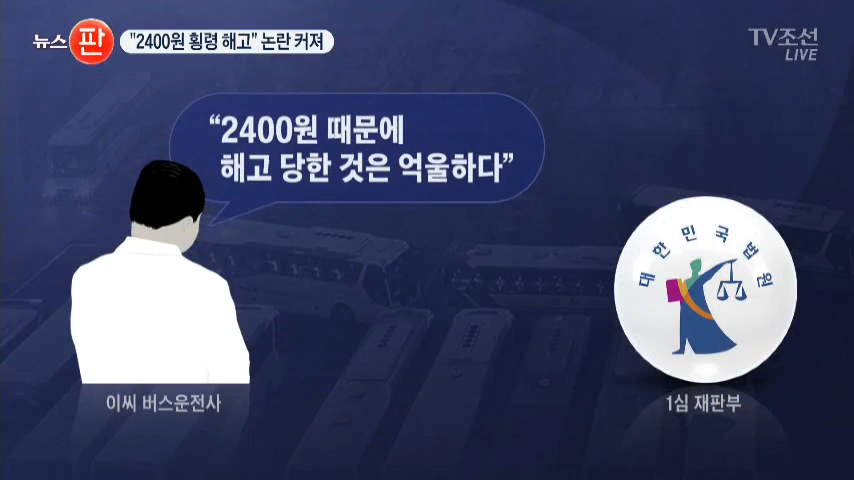 뉴스 판 "2400원 횡령 해고" 논란 커져
TV조선
LIVE
“2400원 때문에
해고 당한 것은 억울하다”
대한민국법원
이씨 버스운전사
1심 재판부